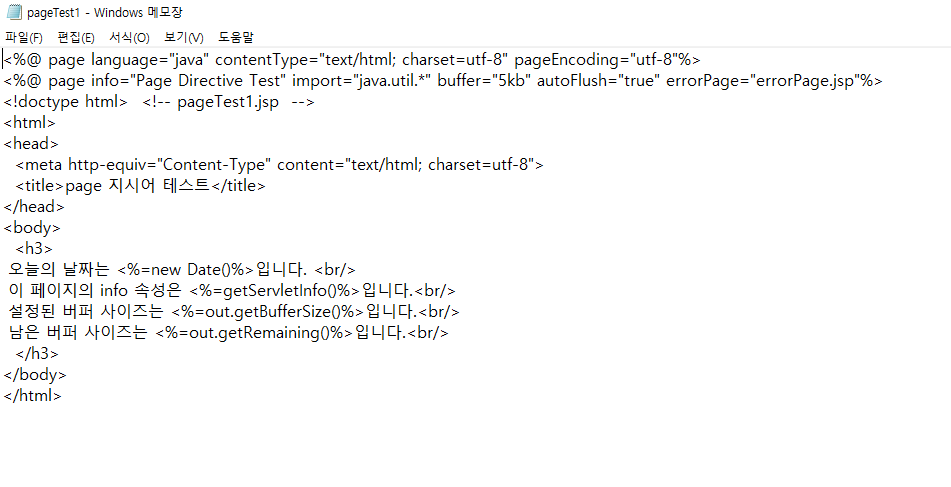 pageTest1 - Windows 메모장
파일(F) 편집(E) 서식(O) 보기(V) 도움말
<%@ page language="java" contentType="text/html; charset=utf-8" pageEncoding="utf-8"%>
<%@ page info="Page Directive Test" import="java.util.*" buffer="5kb" autoFlush="true" errorPage="errorPage.jsp"%>
<!doctype html>   <!-- pageTest1.jsp  -->
<html>
<head>
   <meta http-equiv="Content-Type" content="text/html; charset=utf-8">
   <title>page 지시어 테스트</title>
</head>
<body>
   <h3>
 오늘의 날짜는 <%=new Date()%>입니다. <br/>
 이 페이지의 info 속성은 <%=getServletInfo()%>입니다.<br/>
 설정된 버퍼 사이즈는 <%=out.getBufferSize()%>입니다.<br/>
 남은 버퍼 사이즈는 <%=out.getRemaining()%>입니다.<br/>
   </h3>
</body>
</html>